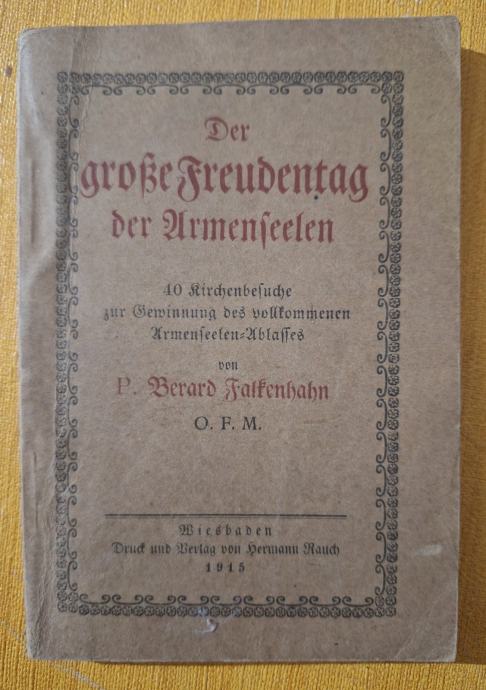 Der
große Freudentag
der Armenseelen
40 Kirchenbesuche
zur Gewinnung des vollkommenen
Armenseelen-Ablasses
von
P. Berard Falkenhahn
O. F. M.
Wiesbaden
Druck und Verlag von Hermann Rauch
1915